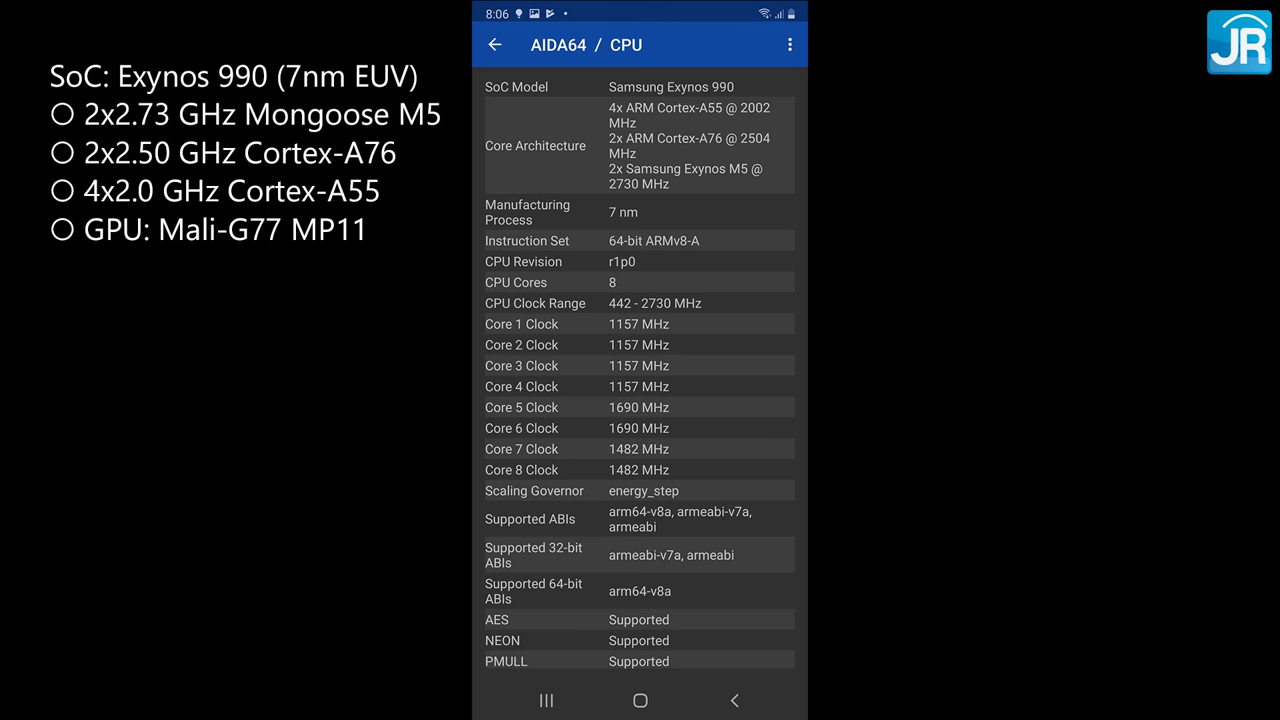 SoC: Exynos 990 (7nm EUV)
○ 2x2.73 GHz Mongoose M5
○ 2x2.50 GHz Cortex-A76
○ 4x2.0 GHz Cortex-A55
○ GPU: Mali-G77 MP11
8:06
AIDA64 / CPU
SoC Model Samsung Exynos 990
Core Architecture 4x ARM Cortex-A55 @ 2002
MHz
2x ARM Cortex-A76 @ 2504
MHz
2x Samsung Exynos M5 @
2730 MHz
Manufacturing
Process 7 nm
Instruction Set 64-bit ARMv8-A
CPU Revision r1p0
CPU Cores 8
CPU Clock Range 442 - 2730 MHz
Core 1 Clock 1157 MHz
Core 2 Clock 1157 MHz
Core 3 Clock 1157 MHz
Core 4 Clock 1157 MHz
Core 5 Clock 1690 MHz
Core 6 Clock 1690 MHz
Core 7 Clock 1482 MHz
Core 8 Clock 1482 MHz
Scaling Governor energy_step
Supported ABIs arm64-v8a, armeabi-v7a,
armeabi
Supported 32-bit
ABIs armeabi-v7a, armeabi
Supported 64-bit
ABIs arm64-v8a
AES Supported
NEON Supported
PMULL Supported
JR